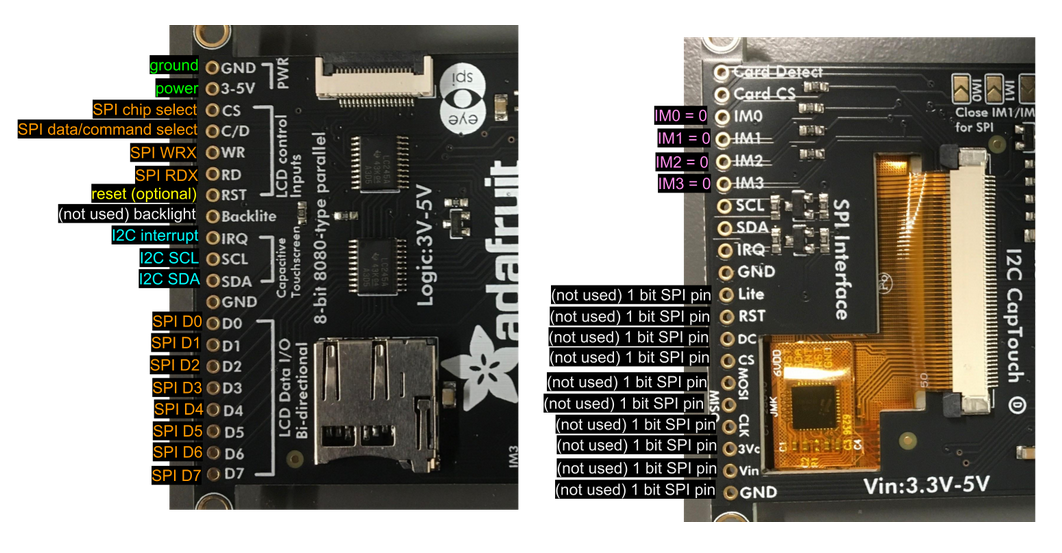 ground
power
SPI chip select
SPI data/command select
SPI WRX
SPI RDX
reset (optional)
(not used) backlight
I2C interrupt
I2C SCL
I2C SDA
SPI D0
SPI D1
SPI D2
SPI D3
SPI D4
SPI D5
SPI D6
SPI D7
GND
3-5V
CS
C/D
WR
RD
RST
Backlite
IRQ
SCL
SDA
GND
D0
D1
D2
D3
D4
D5
D6
D7
PWR
LCD control
Inputs
Capacitive
Touchscreen
LCD Data I/O
Bi-directional
8-bit 8080-type parallel
Logic:3V-5V
eye
spi
adafruit
IM3
IM0 = 0
IM1 = 0
IM2 = 0
IM3 = 0
(not used) 1 bit SPI pin
(not used) 1 bit SPI pin
(not used) 1 bit SPI pin
(not used) 1 bit SPI pin
(not used) 1 bit SPI pin
(not used) 1 bit SPI pin
(not used) 1 bit SPI pin
(not used) 1 bit SPI pin
(not used) 1 bit SPI pin
(not used) 1 bit SPI pin
Card Detect
Card CS
IM0
IM1
IM2
IM3
SCL
SDA
IRQ
GND
Lite
RST
DC
CS
MOSI
CLK
3Vc
Vin
GND
SPI Interface
IM0
IM1
Close IM1/IM
for SPI
I2C CapTouch
6VDD
JMK
C1
C4
Vin:3.3V-5V